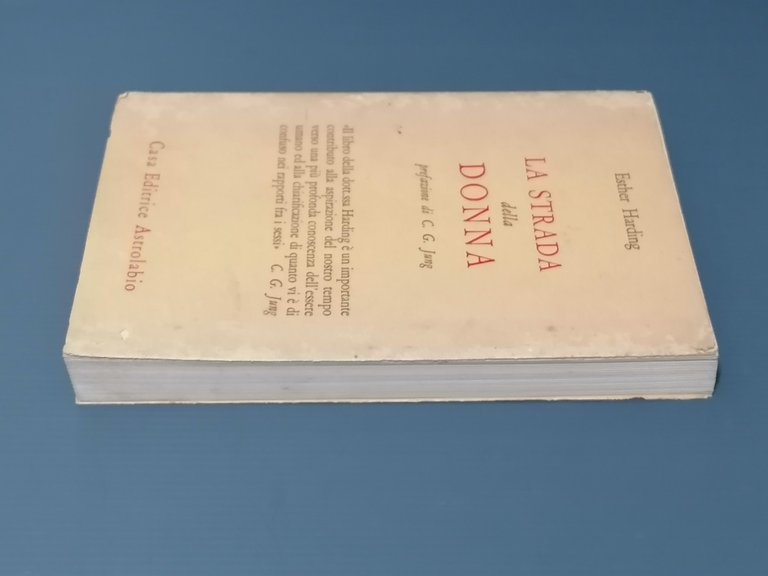 Esther Harding
LA STRADA
della
DONNA
prefazione di C. G. Jung
«Il libro della dott.ssa Harding è un importante
contributo alla aspirazione del nostro tempo
verso una più profonda conoscenza dell'essere
umano ed alla chiarificazione di quanto vi è di
confuso nei rapporti fra i sessi» C. G. Jung
Casa Editrice Astrolabio